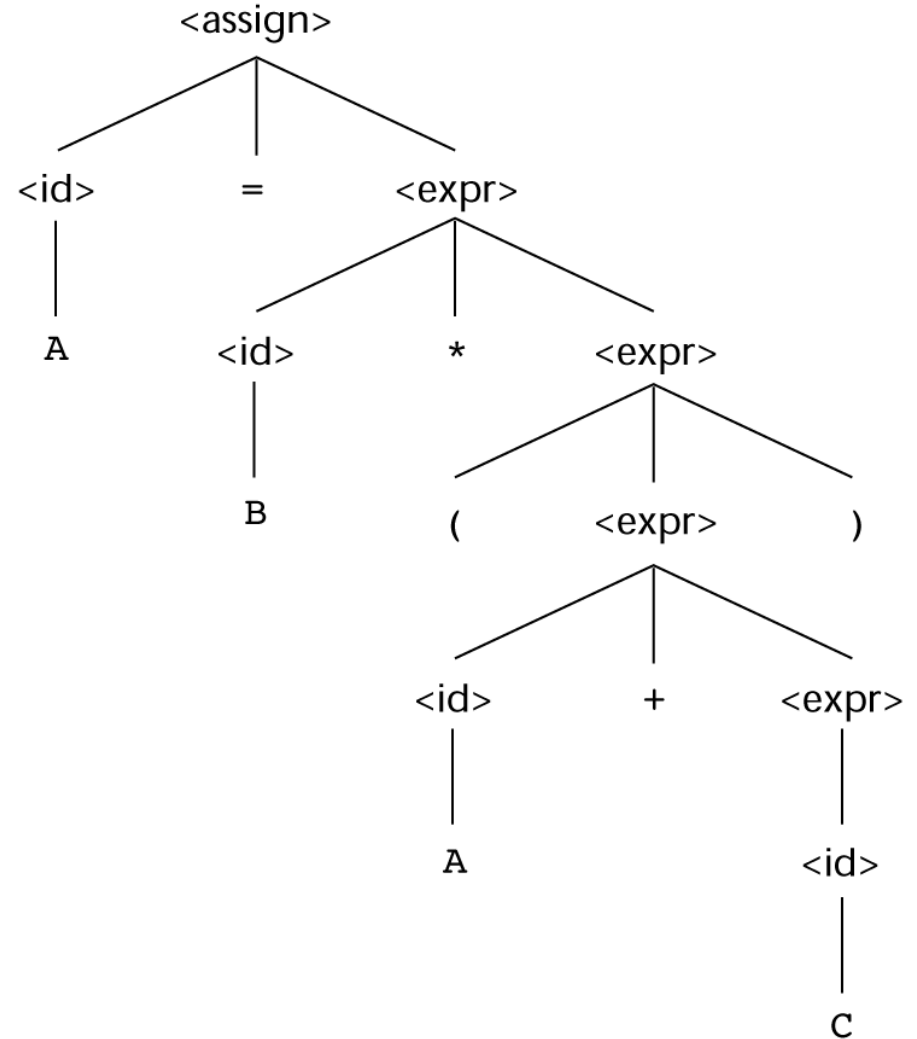 <assign>
<id> = <expr>
A <id> * <expr>
B ( <expr> )
<id> + <expr>
A <id>
C